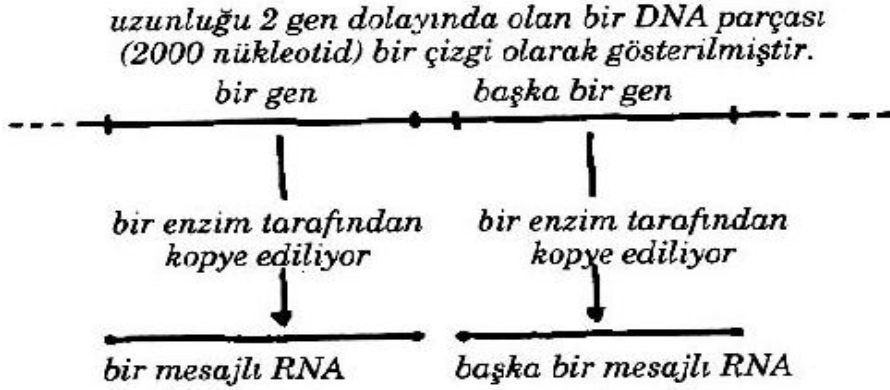 uzunluğu 2 gen dolayında olan bir DNA parçası
(2000 nükleotid) bir çizgi olarak gösterilmiştir.
bir gen
başka bir gen
bir enzim tarafından
kopye ediliyor
bir enzim tarafından
kopye ediliyor
bir mesajlı RNA
başka bir mesajlı RNA